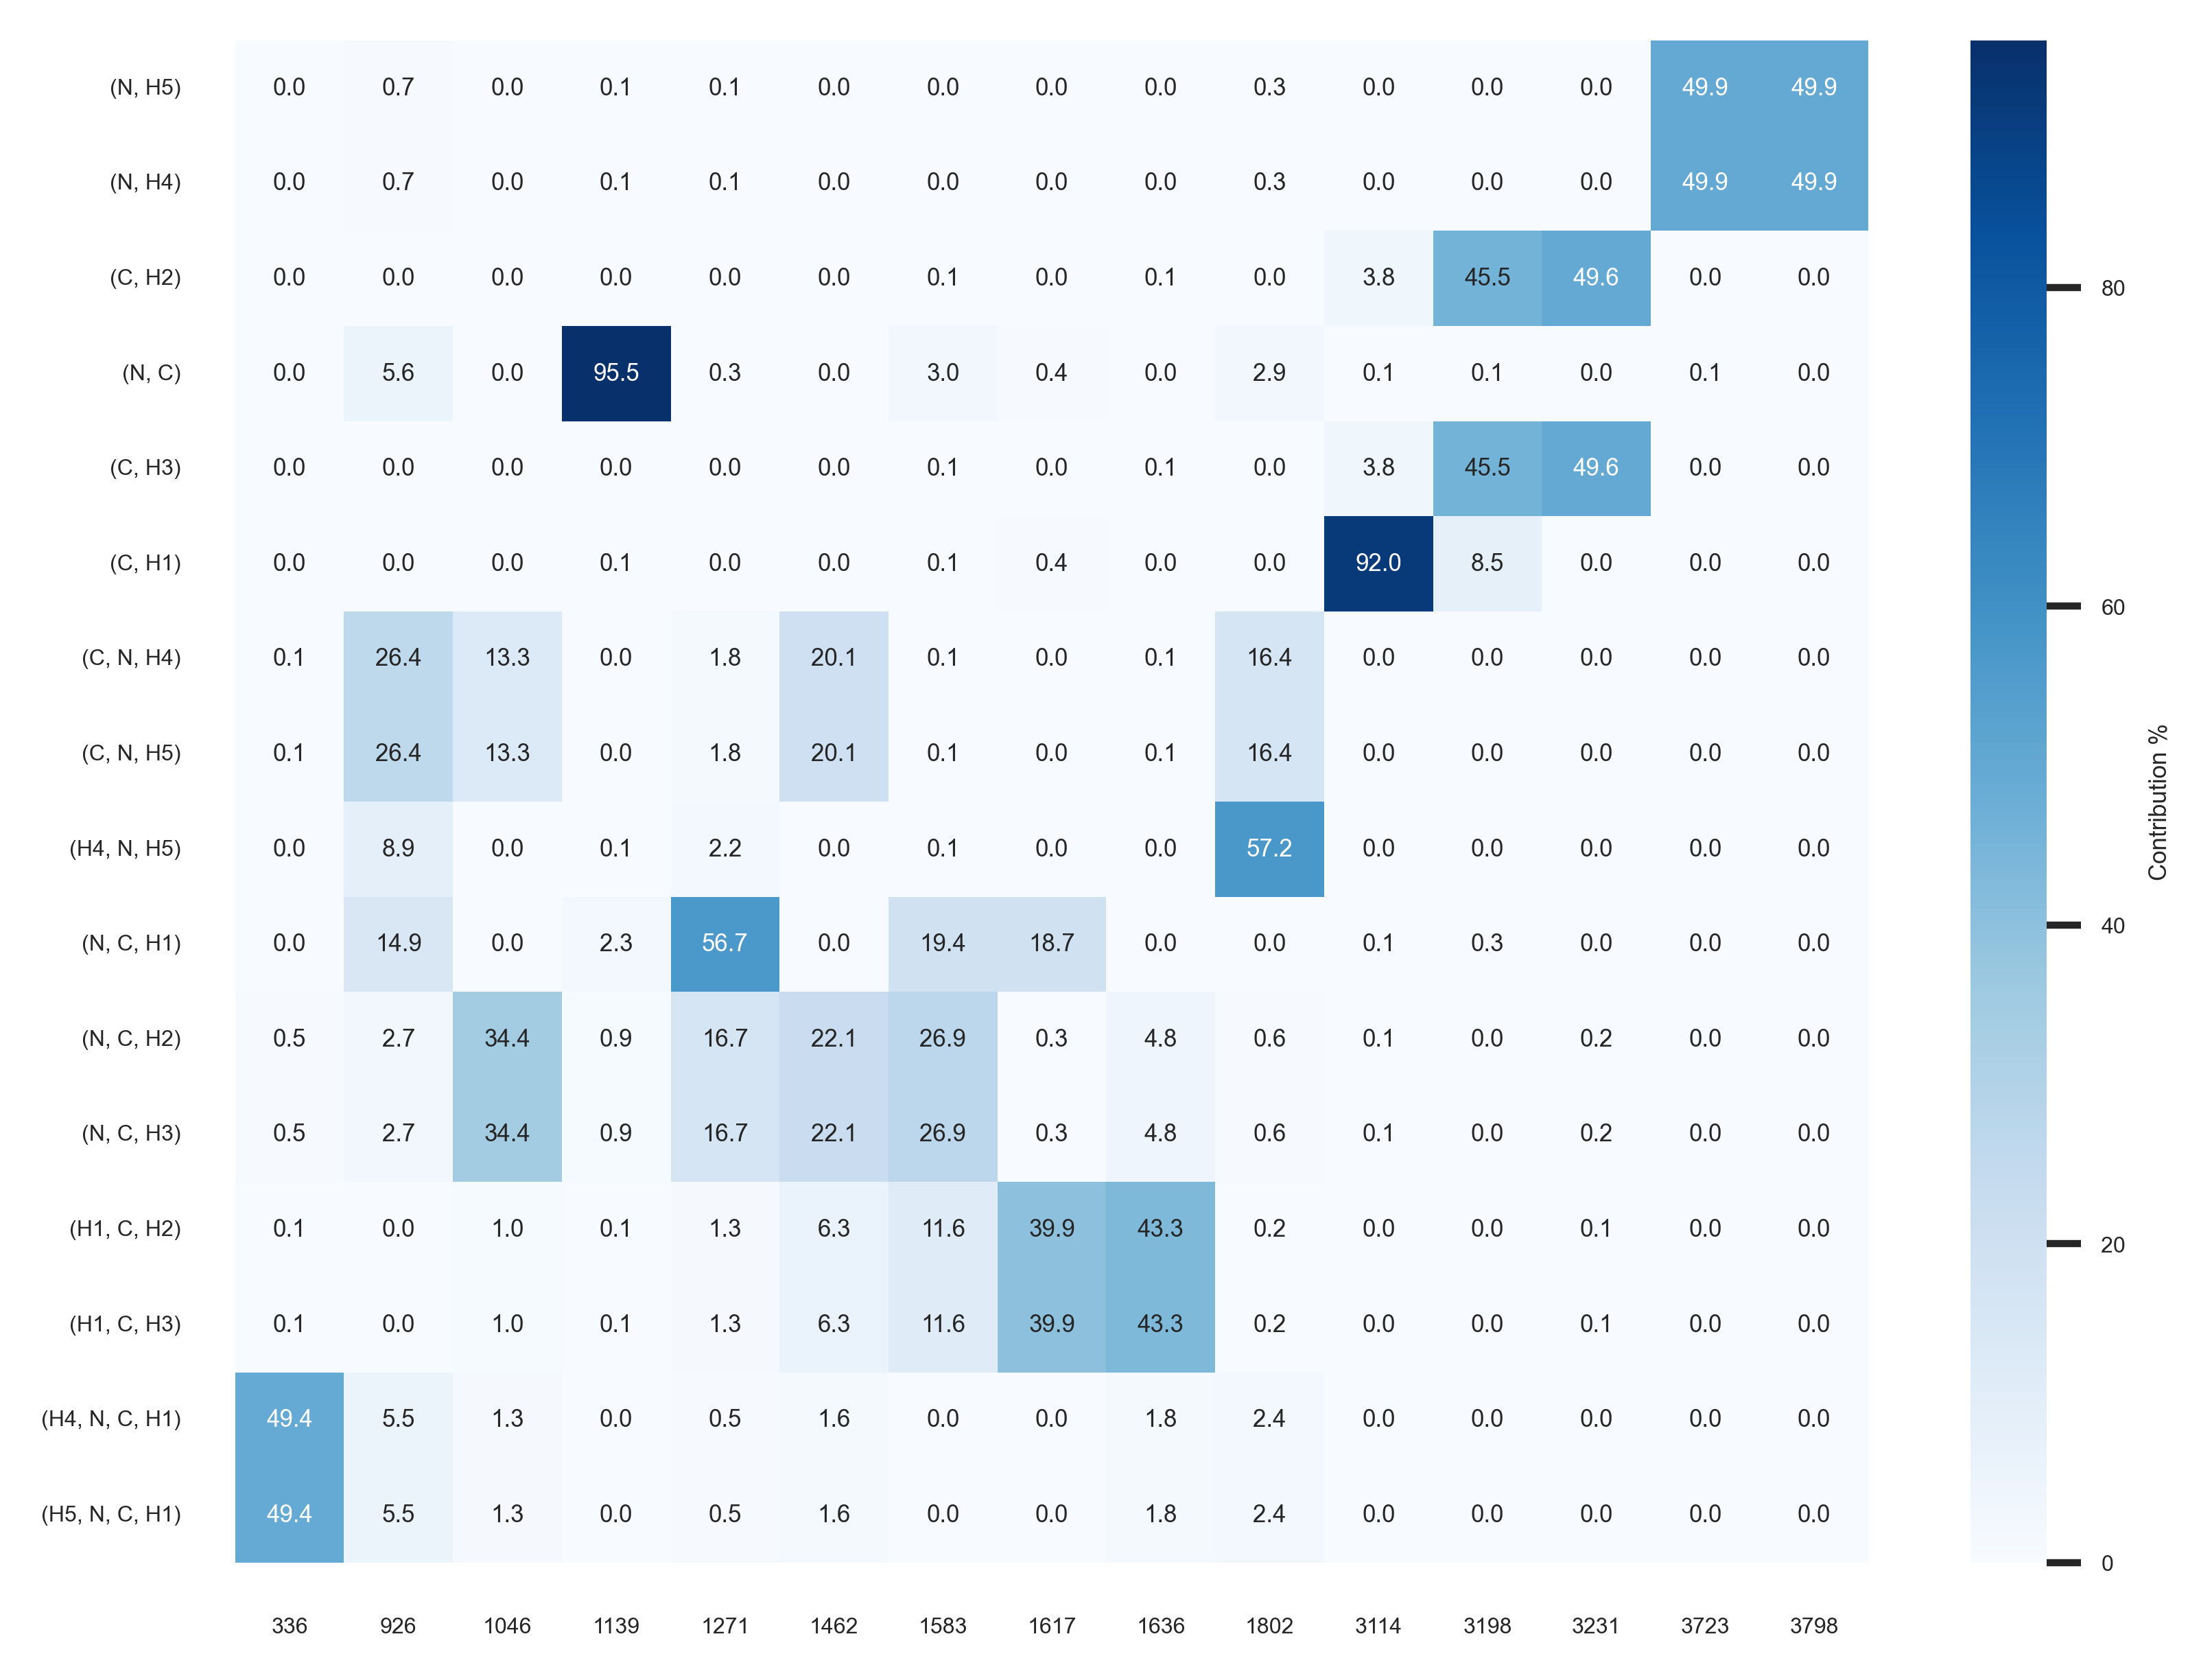 (N, H5) 0.0 0.7 0.0 0.1 0.1 0.0 0.0 0.0 0.0 0.3 0.0 0.0 0.0 49.9 49.9
(N, H4) 0.0 0.7 0.0 0.1 0.1 0.0 0.0 0.0 0.0 0.3 0.0 0.0 0.0 49.9 49.9
(C, H2) 0.0 0.0 0.0 0.0 0.0 0.0 0.1 0.0 0.1 0.0 3.8 45.5 49.6 0.0 0.0
(N, C) 0.0 5.6 0.0 95.5 0.3 0.0 3.0 0.4 0.0 2.9 0.1 0.1 0.0 0.1 0.0
(C, H3) 0.0 0.0 0.0 0.0 0.0 0.0 0.1 0.0 0.1 0.0 3.8 45.5 49.6 0.0 0.0
(C, H1) 0.0 0.0 0.0 0.1 0.0 0.0 0.1 0.4 0.0 0.0 92.0 8.5 0.0 0.0 0.0
(C, N, H4) 0.1 26.4 13.3 0.0 1.8 20.1 0.1 0.0 0.1 16.4 0.0 0.0 0.0 0.0 0.0
(C, N, H5) 0.1 26.4 13.3 0.0 1.8 20.1 0.1 0.0 0.1 16.4 0.0 0.0 0.0 0.0 0.0
(H4, N, H5) 0.0 8.9 0.0 0.1 2.2 0.0 0.1 0.0 0.0 57.2 0.0 0.0 0.0 0.0 0.0
(N, C, H1) 0.0 14.9 0.0 2.3 56.7 0.0 19.4 18.7 0.0 0.0 0.1 0.3 0.0 0.0 0.0
(N, C, H2) 0.5 2.7 34.4 0.9 16.7 22.1 26.9 0.3 4.8 0.6 0.1 0.0 0.2 0.0 0.0
(N, C, H3) 0.5 2.7 34.4 0.9 16.7 22.1 26.9 0.3 4.8 0.6 0.1 0.0 0.2 0.0 0.0
(H1, C, H2) 0.1 0.0 1.0 0.1 1.3 6.3 11.6 39.9 43.3 0.2 0.0 0.0 0.1 0.0 0.0
(H1, C, H3) 0.1 0.0 1.0 0.1 1.3 6.3 11.6 39.9 43.3 0.2 0.0 0.0 0.1 0.0 0.0
(H4, N, C, H1) 49.4 5.5 1.3 0.0 0.5 1.6 0.0 0.0 1.8 2.4 0.0 0.0 0.0 0.0 0.0
(H5, N, C, H1) 49.4 5.5 1.3 0.0 0.5 1.6 0.0 0.0 1.8 2.4 0.0 0.0 0.0 0.0 0.0
336 926 1046 1139 1271 1462 1583 1617 1636 1802 3114 3198 3231 3723 3798
80
60
40
20
0
Contribution %